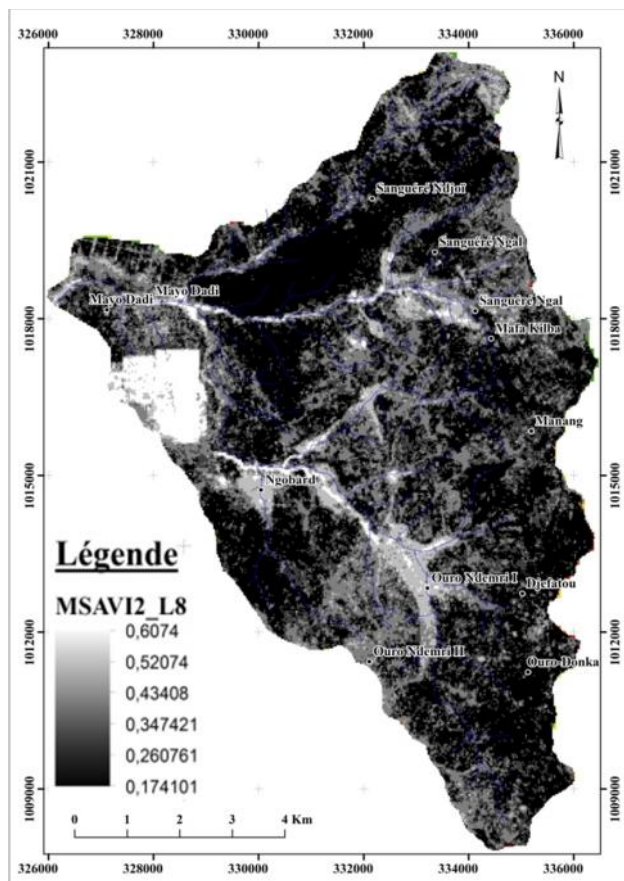 326000 328000 330000 332000 334000 336000
N
1021000 1021000
Sanguéré Ndjoï
Sanguéré Ngal
Mayo Dadi
Mayo Dadi
Sanguéré Ngal
1018000 1018000
Mafa Kilba
Manang
1015000 1015000
Ngobard
Légende
Ouro Ndemri I
Djefatou
MSAVI2_L8
0,6074
1012000 1012000
0,52074
Ouro Ndemri II
Ouro-Donka
0,43408
0,347421
0,260761
0,174101
1009000 1009000
0 1 2 3 4 Km
326000 328000 330000 332000 334000 336000